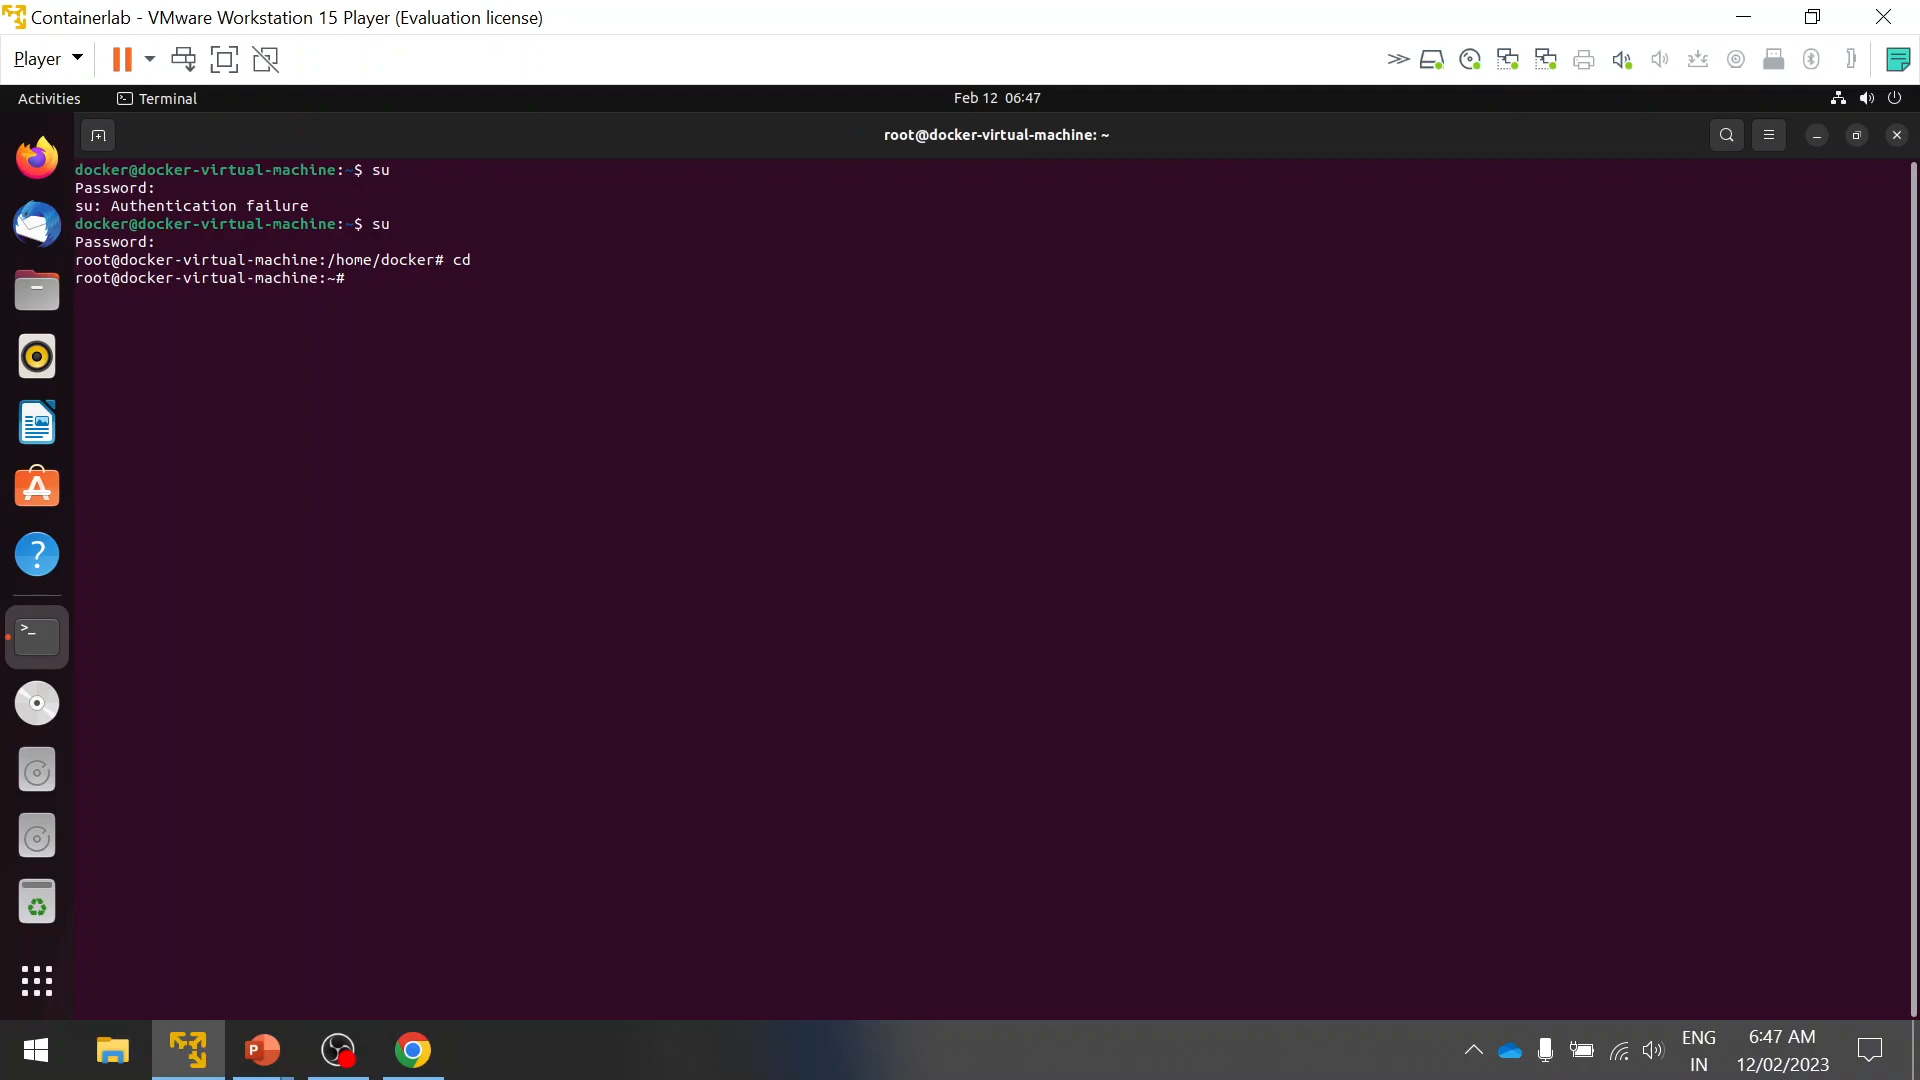 Containerlab - VMware Workstation 15 Player (Evaluation license)
Player
Activities
Terminal
Feb 12 06:47
root@docker-virtual-machine: ~
docker@docker-virtual-machine:~$ su
Password:
su: Authentication failure
docker@docker-virtual-machine:~$ su
Password:
root@docker-virtual-machine:/home/docker# cd
root@docker-virtual-machine:~#
ENG
IN
6:47 AM
12/02/2023